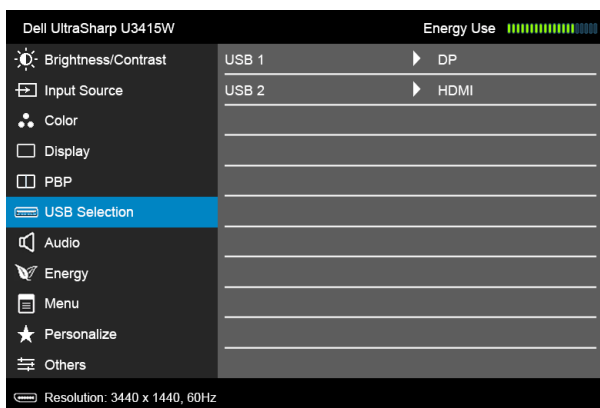 Dell UltraSharp U3415W Energy Use
Brightness/Contrast USB 1 DP
Input Source USB 2 HDMI
Color
Display
PBP
USB Selection
Audio
Energy
Menu
Personalize
Others
Resolution: 3440 x 1440, 60Hz